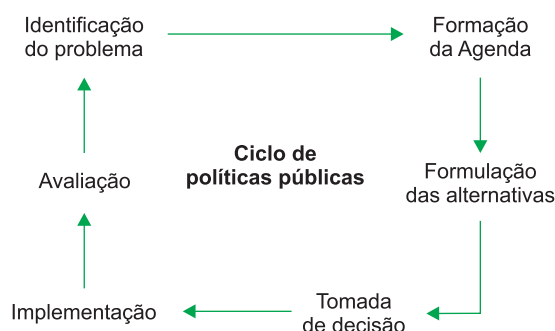 Identificação
do problema
Formação
da Agenda
Formulação
das alternativas
Tomada
de decisão
Implementação
Avaliação
Ciclo de
políticas públicas